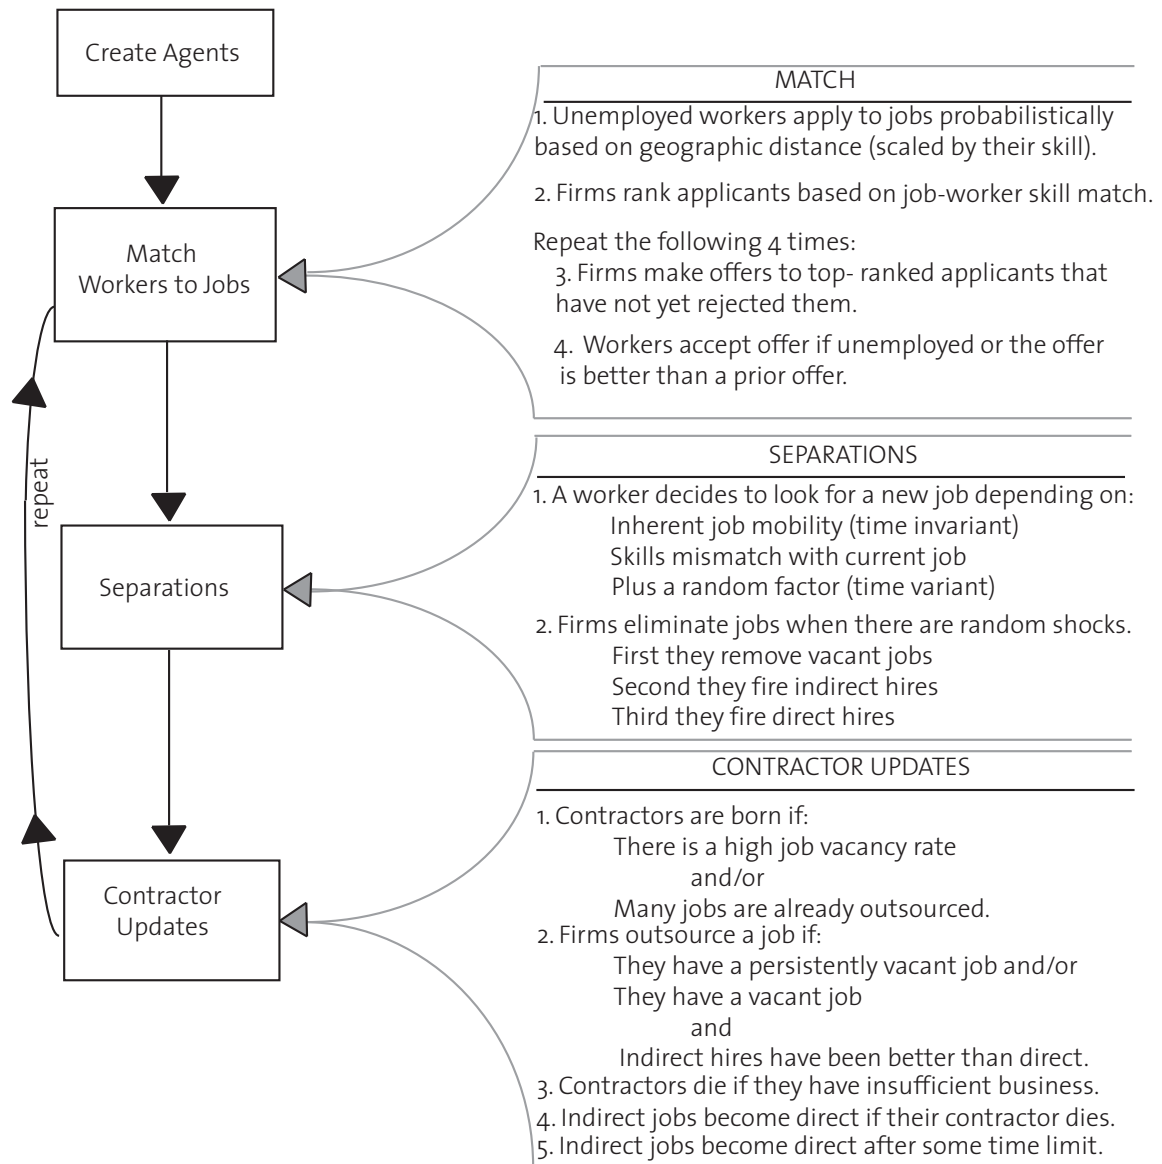 Create Agents
Match
Workers to Jobs
repeat
Separations
Contractor
Updates
MATCH
1. Unemployed workers apply to jobs probabilistically
based on geographic distance (scaled by their skill).
2. Firms rank applicants based on job-worker skill match.
Repeat the following 4 times:
3. Firms make offers to top- ranked applicants that
have not yet rejected them.
4. Workers accept offer if unemployed or the offer
is better than a prior offer.
SEPARATIONS
1. A worker decides to look for a new job depending on:
Inherent job mobility (time invariant)
Skills mismatch with current job
Plus a random factor (time variant)
2. Firms eliminate jobs when there are random shocks.
First they remove vacant jobs
Second they fire indirect hires
Third they fire direct hires
CONTRACTOR UPDATES
1. Contractors are born if:
There is a high job vacancy rate
and/or
Many jobs are already outsourced.
2. Firms outsource a job if:
They have a persistently vacant job and/or
They have a vacant job
and
Indirect hires have been better than direct.
3. Contractors die if they have insufficient business.
4. Indirect jobs become direct if their contractor dies.
5. Indirect jobs become direct after some time limit.